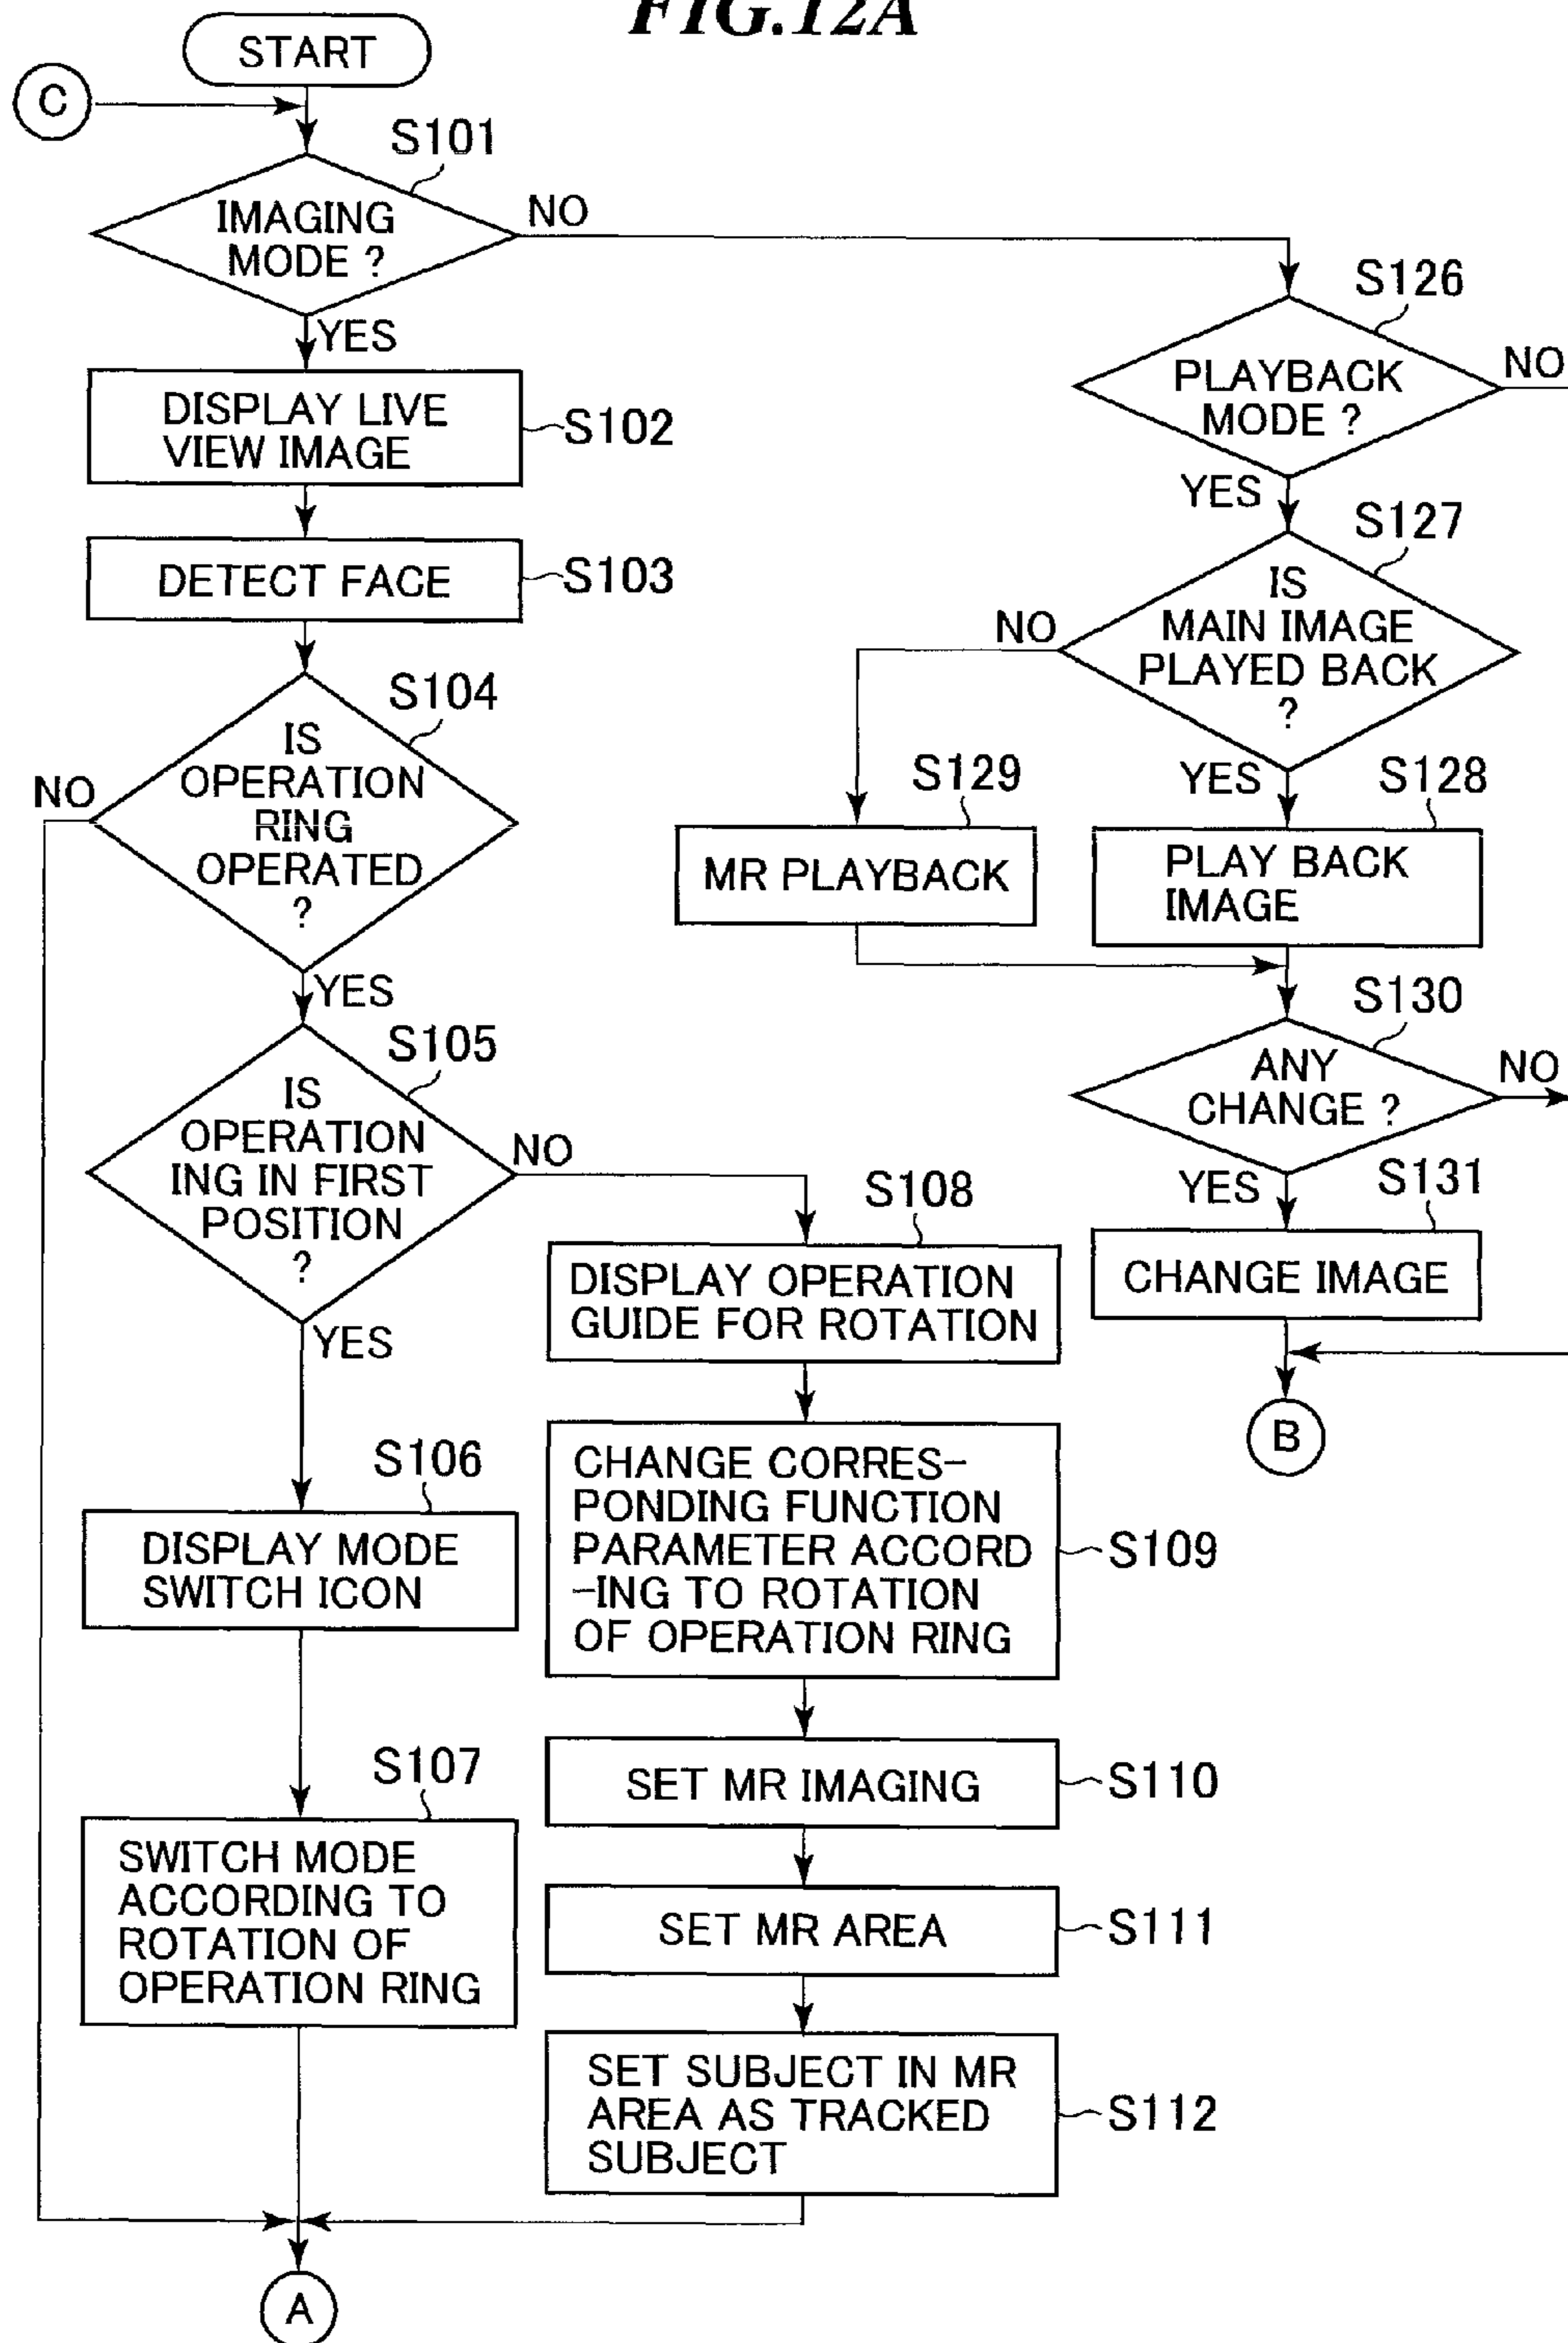 FIG.12A
START
C
S101
IMAGING
MODE ?
NO
YES
DISPLAY LIVE
VIEW IMAGE
S102
DETECT FACE
S103
S104
IS
OPERATION
RING
OPERATED
?
NO
YES
S105
IS
OPERATION
ING IN FIRST
POSITION
?
NO
YES
S106
DISPLAY MODE
SWITCH ICON
S107
SWITCH MODE
ACCORDING TO
ROTATION OF
OPERATION RING
A
S108
DISPLAY OPERATION
GUIDE FOR ROTATION
CHANGE CORRES-
PONDING FUNCTION
PARAMETER ACCORD
-ING TO ROTATION
OF OPERATION RING
S109
SET MR IMAGING
S110
SET MR AREA
S111
SET SUBJECT IN MR
AREA AS TRACKED
SUBJECT
S112
S126
PLAYBACK
MODE ?
NO
YES
S127
IS
MAIN IMAGE
PLAYED BACK
?
NO
YES
S129
MR PLAYBACK
S128
PLAY BACK
IMAGE
S130
ANY
CHANGE ?
NO
YES
S131
CHANGE IMAGE
B